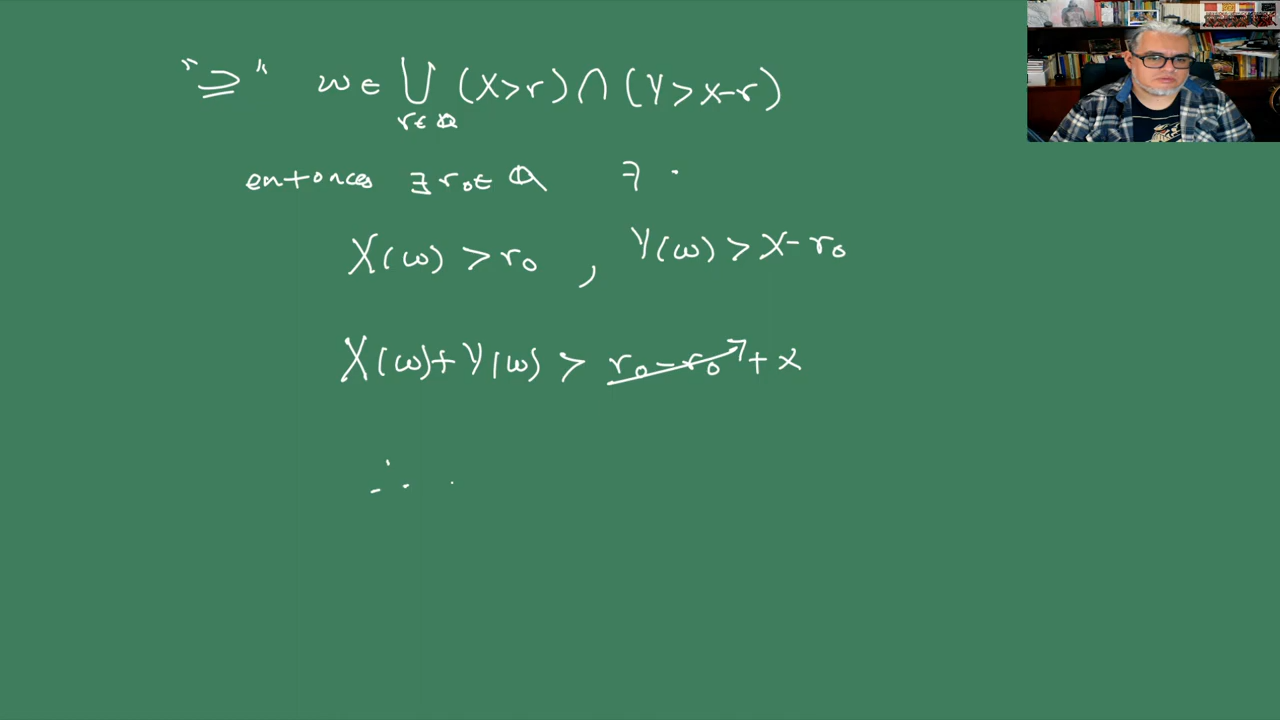 "⊇" ω ∈ ⋃ (X>r) ∩ (Y>x-r)
r∈ℚ
entonces ∃ r₀∈ ℚ ∋ ·
X(ω) > r₀ , Y(ω) > x - r₀
X(ω) + Y(ω) > r₀ - r₀ + x
∴